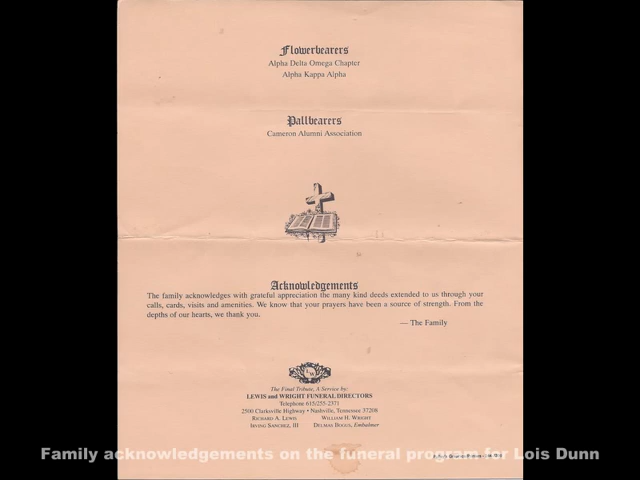 Flowerbearers
Alpha Delta Omega Chapter
Alpha Kappa Alpha
Pallbearers
Cameron Alumni Association
Acknowledgements
The family acknowledges with grateful appreciation the many kind deeds extended to us through your
calls, cards, visits and amenities. We know that your prayers have been a source of strength. From the
depths of our hearts, we thank you.
— The Family
The Final Tribute, A Service by:
LEWIS and WRIGHT FUNERAL DIRECTORS
Telephone 615/255-2371
2500 Clarksville Highway • Nashville, Tennessee 37208
RICHARD A. LEWIS WILLIAM H. WRIGHT
IRVING SANCHEZ, III DELMAS BOGUS, Embalmer
Family acknowledgements on the funeral program for Lois Dunn